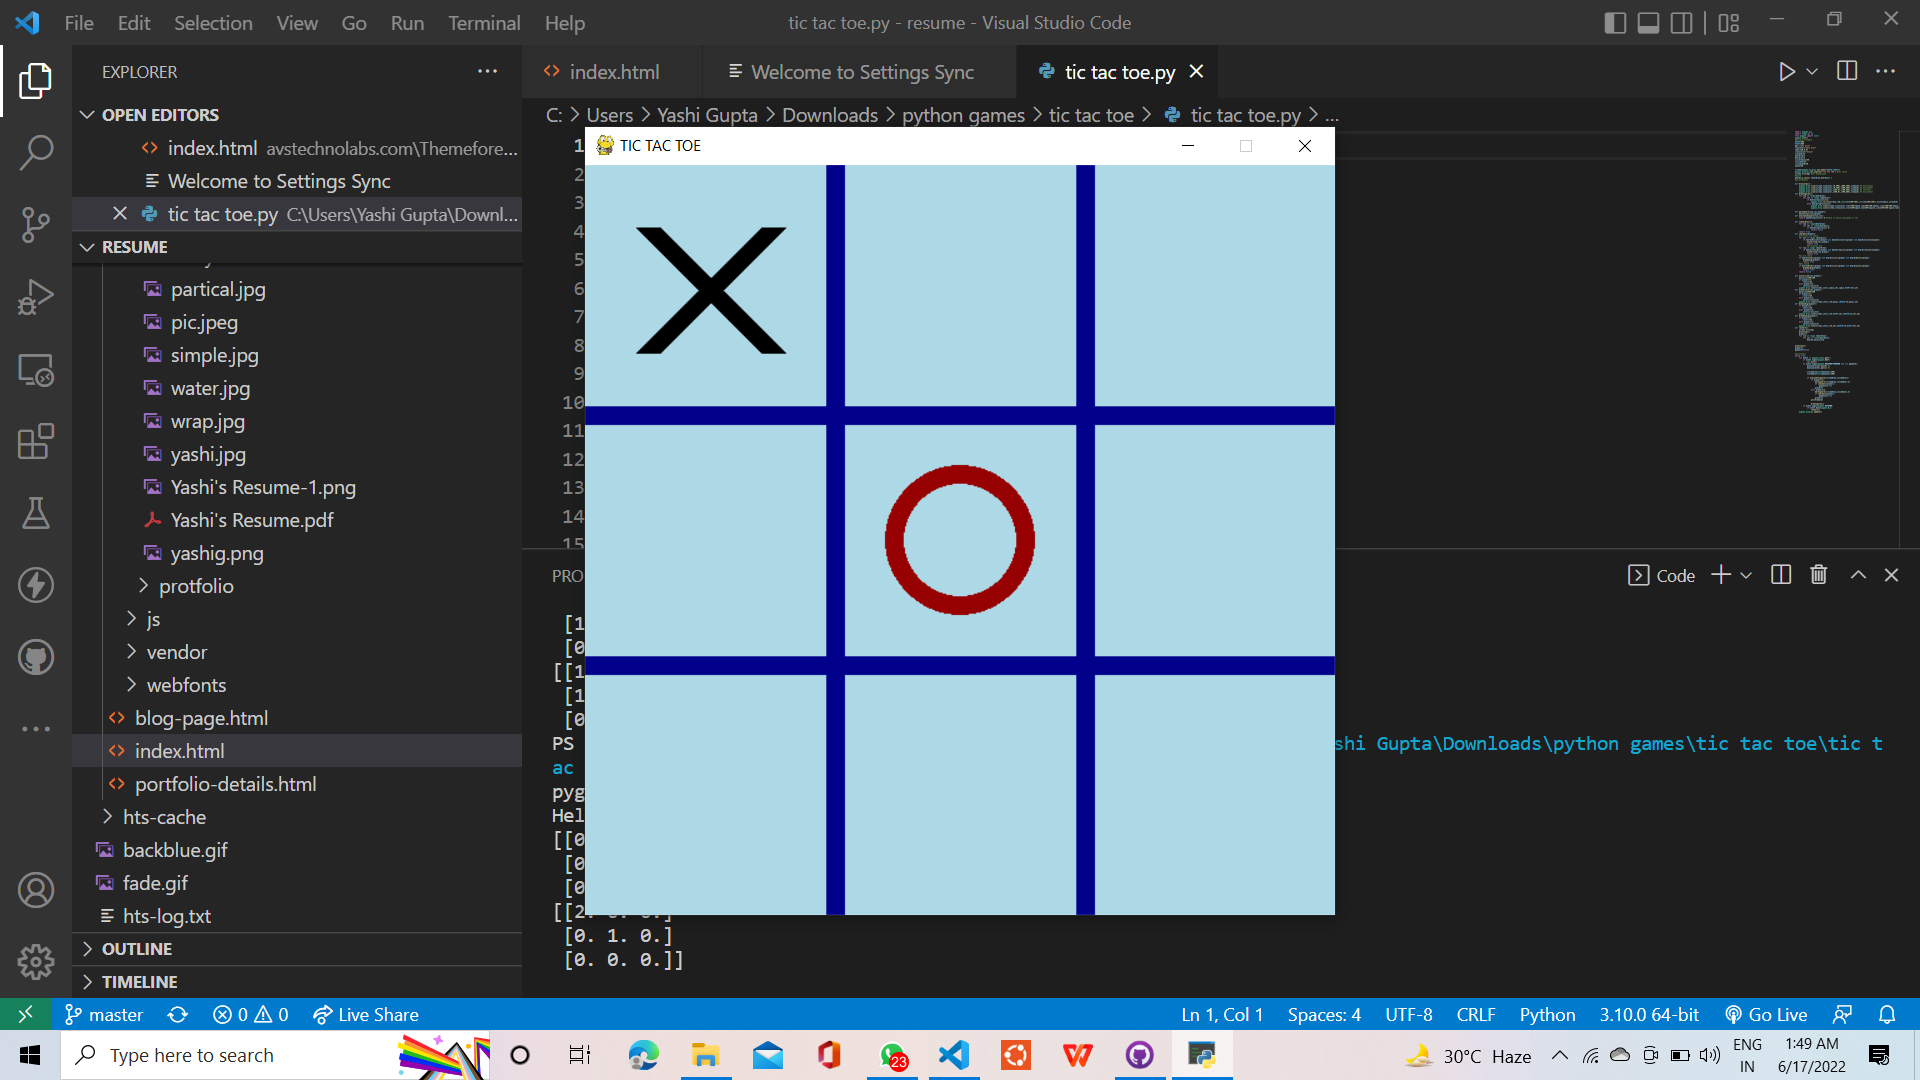 File Edit Selection View Go Run Terminal Help
tic tac toe.py - resume - Visual Studio Code
EXPLORER
index.html
Welcome to Settings Sync
tic tac toe.py
OPEN EDITORS
index.html avstechnolabs.com\Themefore...
Welcome to Settings Sync
tic tac toe.py C:\Users\Yashi Gupta\Downl...
RESUME
partical.jpg
pic.jpeg
simple.jpg
water.jpg
wrap.jpg
yashi.jpg
Yashi's Resume-1.png
Yashi's Resume.pdf
yashig.png
protfolio
js
vendor
webfonts
blog-page.html
index.html
portfolio-details.html
hts-cache
backblue.gif
fade.gif
hts-log.txt
OUTLINE
TIMELINE
C: > Users > Yashi Gupta > Downloads > python games > tic tac toe > tic tac toe.py > ...
TIC TAC TOE
1
2
3
4
5
6
7
8
9
10
11
12
13
14
15
PRO
Code
[1
[0
[[1
[1
[0
PS
shi Gupta\Downloads\python games\tic tac toe\tic t
ac
pyg
Hel
[[0
[0
[0
[[2. 0. 0.]
[0. 1. 0.]
[0. 0. 0.]]
master 0 0 Live Share
Ln 1, Col 1 Spaces: 4 UTF-8 CRLF Python 3.10.0 64-bit Go Live
Type here to search
23
30°C Haze
ENG
IN
1:49 AM
6/17/2022